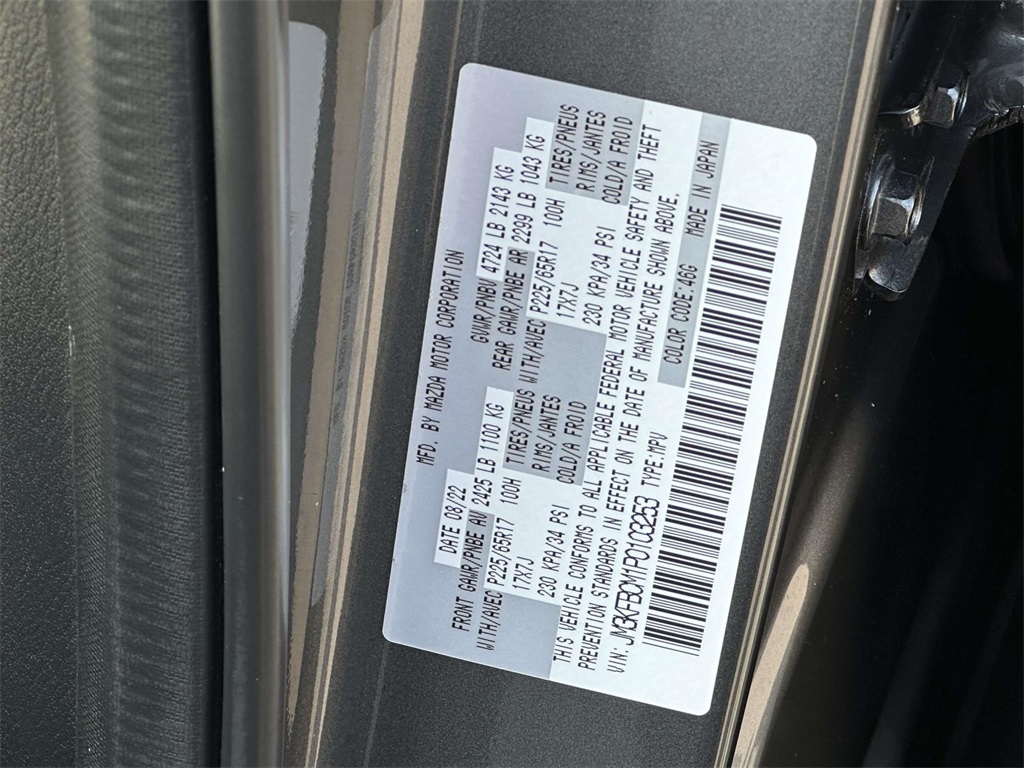 MFD. BY MAZDA MOTOR CORPORATION
DATE 08/22 GVWR/PNBV 4724 LB 2143 KG
FRONT GAWR/PNBE AV 2425 LB 1100 KG REAR GAWR/PNBE AR 2299 LB 1043 KG
WITH/AVEC P225/65R17 100H TIRES/PNEUS WITH/AVEC P225/65R17 100H TIRES/PNEUS
17X7J RIMS/JANTES 17X7J RIMS/JANTES
230 KPA/34 PSI COLD/A FROID 230 KPA/34 PSI COLD/A FROID
THIS VEHICLE CONFORMS TO ALL APPLICABLE FEDERAL MOTOR VEHICLE SAFETY AND THEFT
PREVENTION STANDARDS IN EFFECT ON THE DATE OF MANUFACTURE SHOWN ABOVE.
VIN: JM3KFBCM1P0103253 TYPE:MPV COLOR CODE:46G MADE IN JAPAN